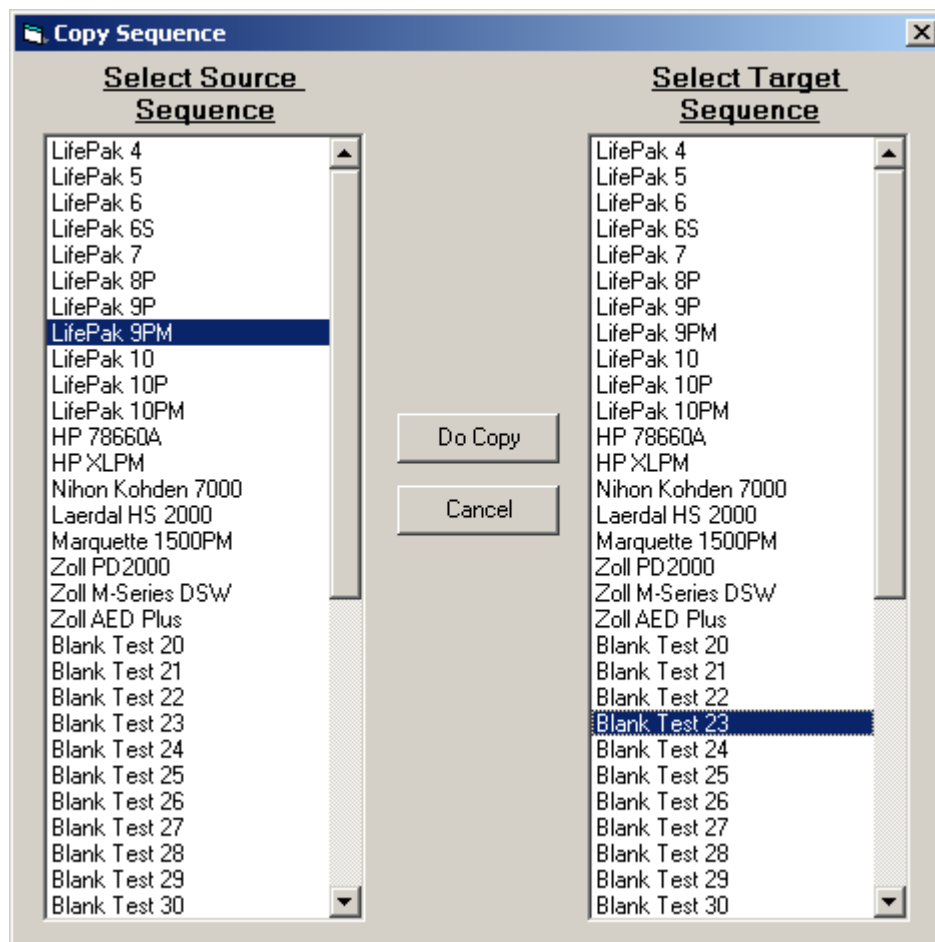 Copy Sequence
Select Source
Sequence
LifePak 4
LifePak 5
LifePak 6
LifePak 6S
LifePak 7
LifePak 8P
LifePak 9P
LifePak 9PM
LifePak 10
LifePak 10P
LifePak 10PM
HP 78660A
HP XLPM
Nihon Kohden 7000
Laerdal HS 2000
Marquette 1500PM
Zoll PD2000
Zoll M-Series DSW
Zoll AED Plus
Blank Test 20
Blank Test 21
Blank Test 22
Blank Test 23
Blank Test 24
Blank Test 25
Blank Test 26
Blank Test 27
Blank Test 28
Blank Test 29
Blank Test 30
Do Copy
Cancel
Select Target
Sequence
LifePak 4
LifePak 5
LifePak 6
LifePak 6S
LifePak 7
LifePak 8P
LifePak 9P
LifePak 9PM
LifePak 10
LifePak 10P
LifePak 10PM
HP 78660A
HP XLPM
Nihon Kohden 7000
Laerdal HS 2000
Marquette 1500PM
Zoll PD2000
Zoll M-Series DSW
Zoll AED Plus
Blank Test 20
Blank Test 21
Blank Test 22
Blank Test 23
Blank Test 24
Blank Test 25
Blank Test 26
Blank Test 27
Blank Test 28
Blank Test 29
Blank Test 30